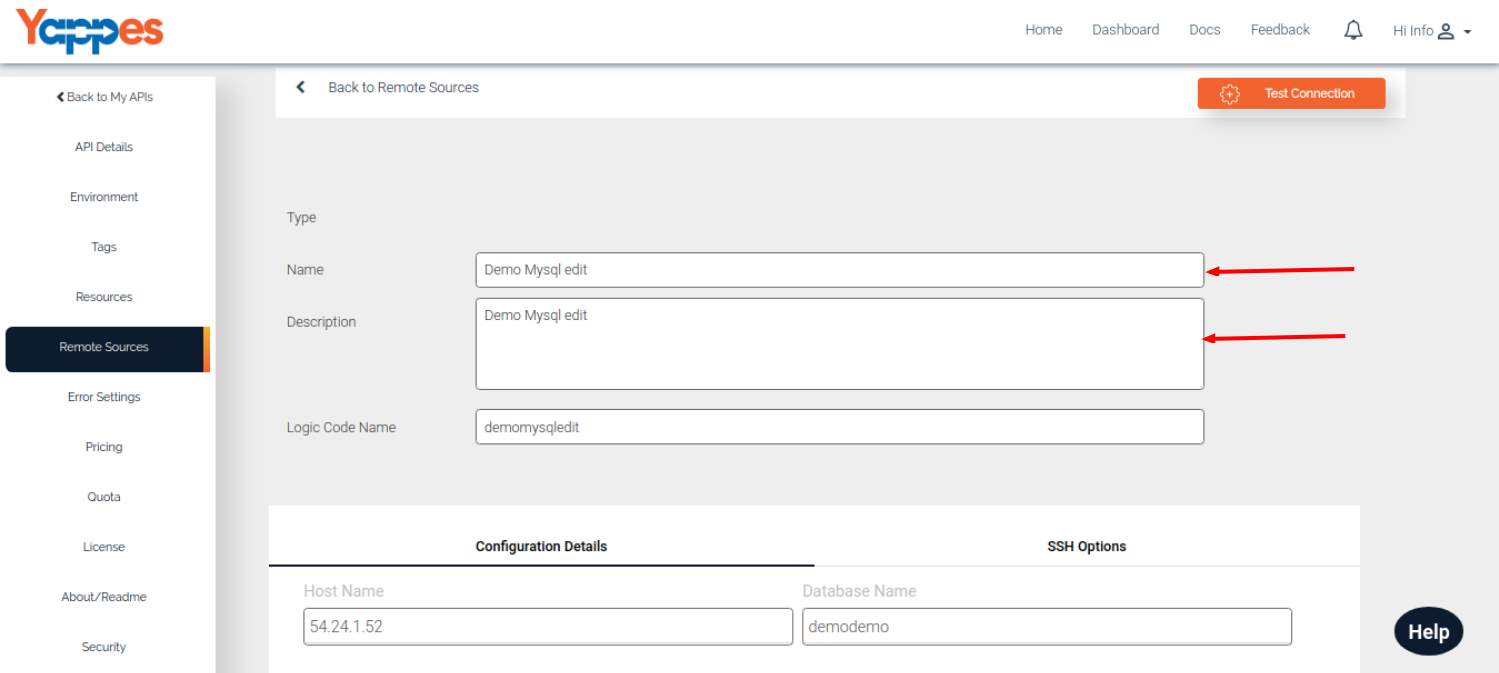 Yappes
Home Dashboard Docs Feedback Hi Info
Back to My APIs
API Details
Environment
Tags
Resources
Remote Sources
Error Settings
Pricing
Quota
License
About/Readme
Security
Back to Remote Sources
Test Connection
Type
Name Demo Mysql edit
Description Demo Mysql edit
Logic Code Name demomysqledit
Configuration Details SSH Options
Host Name Database Name
54.24.1.52 demodemo
Help